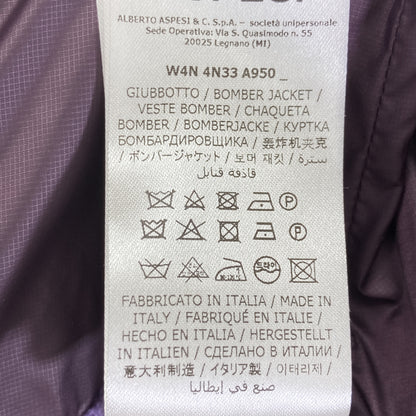 ALBERTO ASPESI & C. S.p.A. - società unipersonale
Sede Operativa: Via S. Quasimodo n. 55
20025 Legnano (MI)
W4N 4N33 A950 _
GIUBBOTTO / BOMBER JACKET /
VESTE BOMBER / CHAQUETA
BOMBER / BOMBERJACKE / КУРТКА
БОМБАРДИРОВЩИКА / 轰炸机夹克
/ ボンバージャケット / 보머 재킷 / سترة /
قاذفة قنابل
P
P
드라이
FABBRICATO IN ITALIA / MADE IN
ITALY / FABRIQUÉ EN ITALIE /
HECHO EN ITALIA / HERGESTELLT
IN ITALIEN / СДЕЛАНО В ИТАЛИИ /
意大利制造 / イタリア製 / 이태리제 /
صنع في إيطاليا